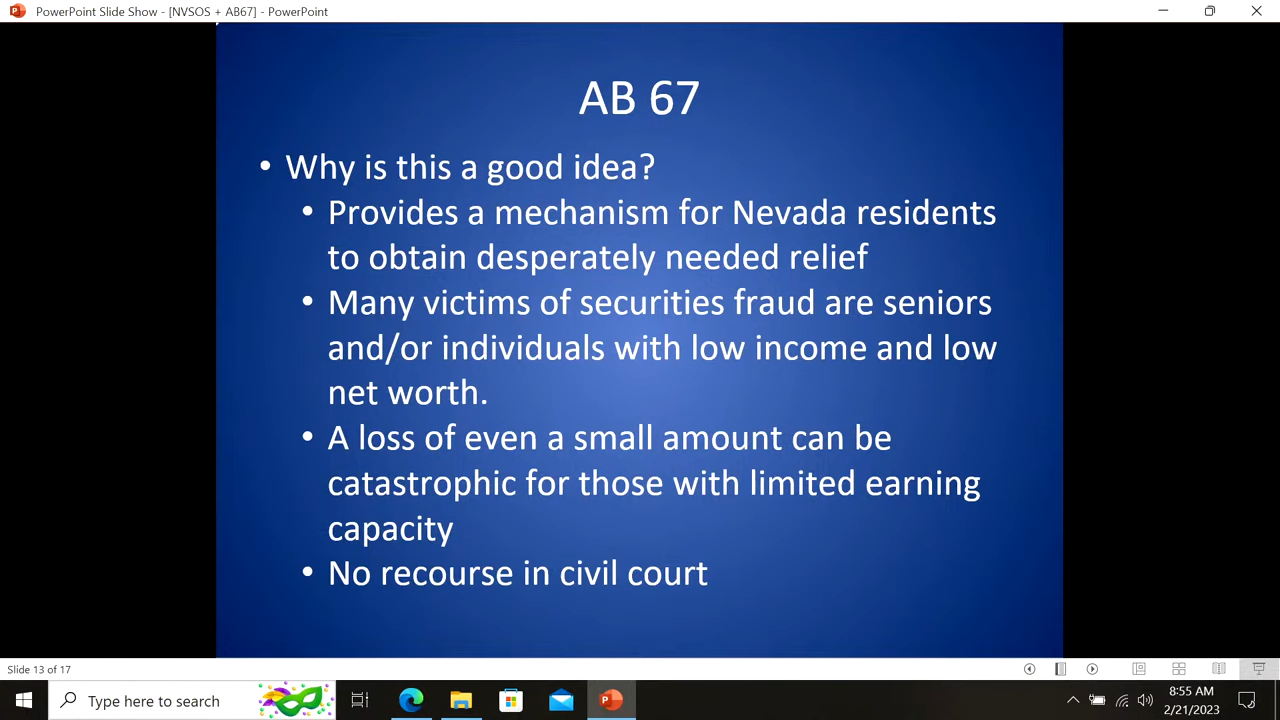 PowerPoint Slide Show - [NVSOS + AB67] - PowerPoint
AB 67
• Why is this a good idea?
• Provides a mechanism for Nevada residents
to obtain desperately needed relief
• Many victims of securities fraud are seniors
and/or individuals with low income and low
net worth.
• A loss of even a small amount can be
catastrophic for those with limited earning
capacity
• No recourse in civil court
Slide 13 of 17
Type here to search
8:55 AM
2/21/2023